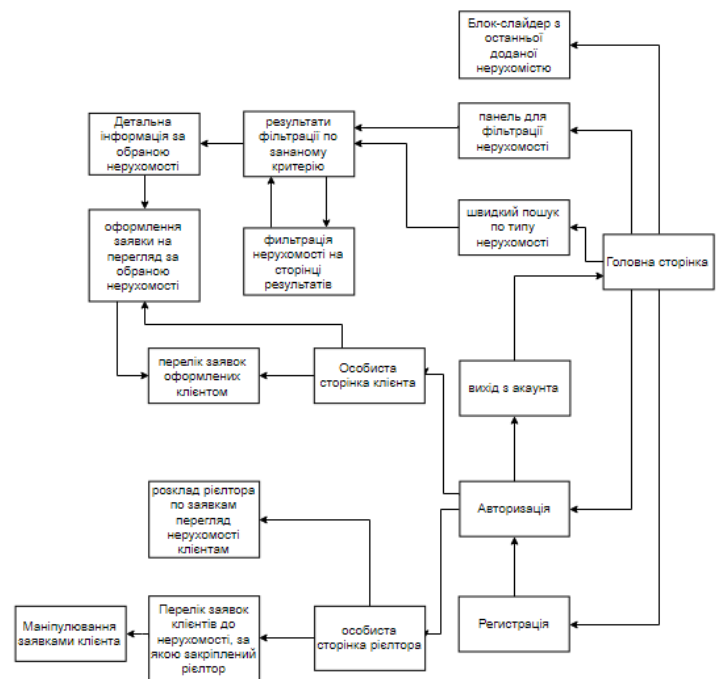 Блок-слайдер з
останньої
доданої
нерухомістю
Детальна
інформація за
обраною
нерухомості
результати
фільтрації по
зананому
критерію
панель для
фільтрації
нерухомості
оформлення
заявки на
перегляд за
обраною
нерухомості
фильтрація
нерухомості на
сторінці
результатів
швидкий пошук
по типу
нерухомості
Головна сторінка
перелік заявок
оформлених
клієнтом
Особиста
сторінка клієнта
вихід з акаунта
розклад рієлтора
по заявкам
перегляд
нерухомості
клієнтам
Авторизація
Маніпулювання
заявками клієнта
Перелік заявок
клієнтів до
нерухомості, за
якою закріплений
рієлтор
особиста
сторінка рієлтора
Регистрація